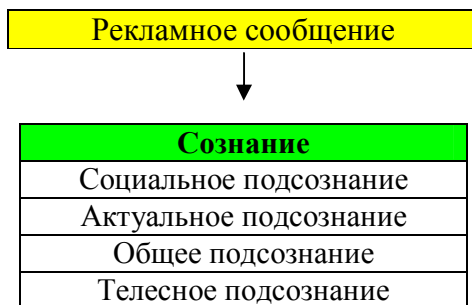 Рекламное сообщение
Сознание
Социальное подсознание
Актуальное подсознание
Общее подсознание
Телесное подсознание